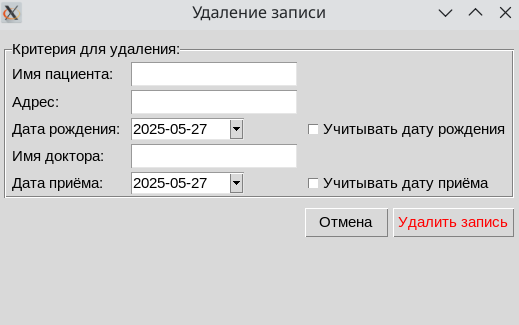 Удаление записи
Критерия для удаления:
Имя пациента:
Адрес:
Дата рождения: 2025-05-27 Учитывать дату рождения
Имя доктора:
Дата приёма: 2025-05-27 Учитывать дату приёма
Отмена Удалить запись